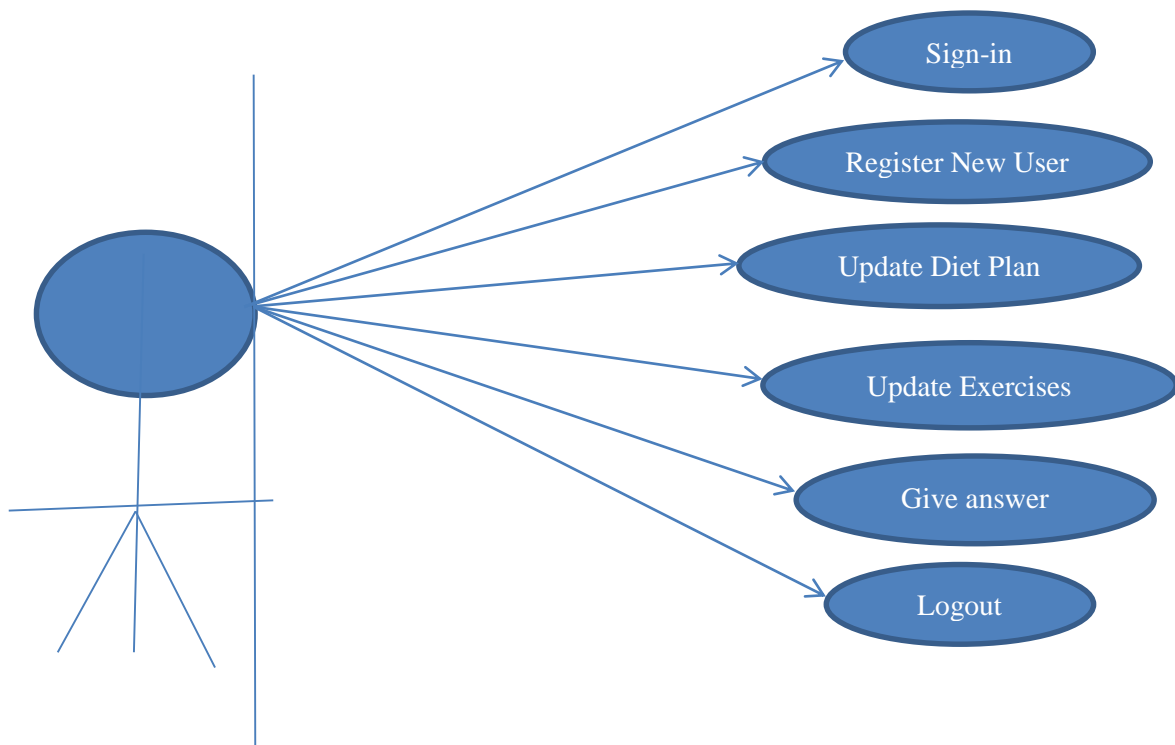 Sign-in
Register New User
Update Diet Plan
Update Exercises
Give answer
Logout